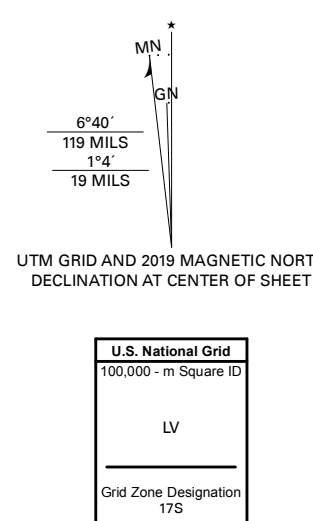 MN
GN
6°40´
119 MILS
1°4´
19 MILS
UTM GRID AND 2019 MAGNETIC NORT
DECLINATION AT CENTER OF SHEET
U.S. National Grid
100,000 - m Square ID
LV
Grid Zone Designation
17S